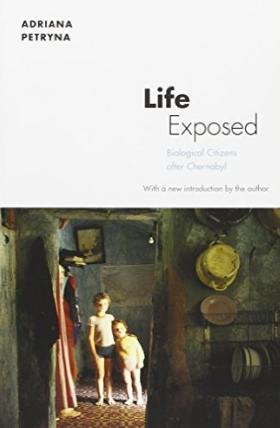 ADRIANA
PETRYNA
Life
Exposed
Biological Citizens
after Chernobyl
With a new introduction by the author